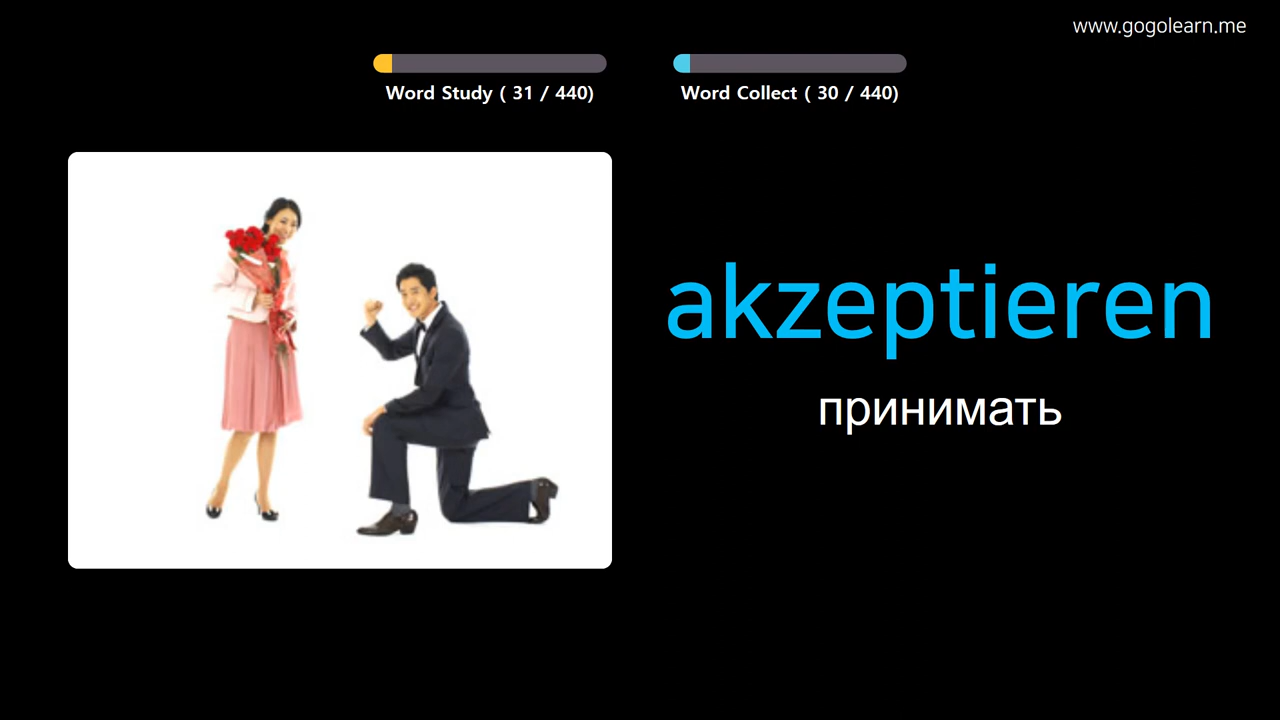 www.gogolearn.me
Word Study ( 31 / 440)
Word Collect ( 30 / 440)
akzeptieren
принимать